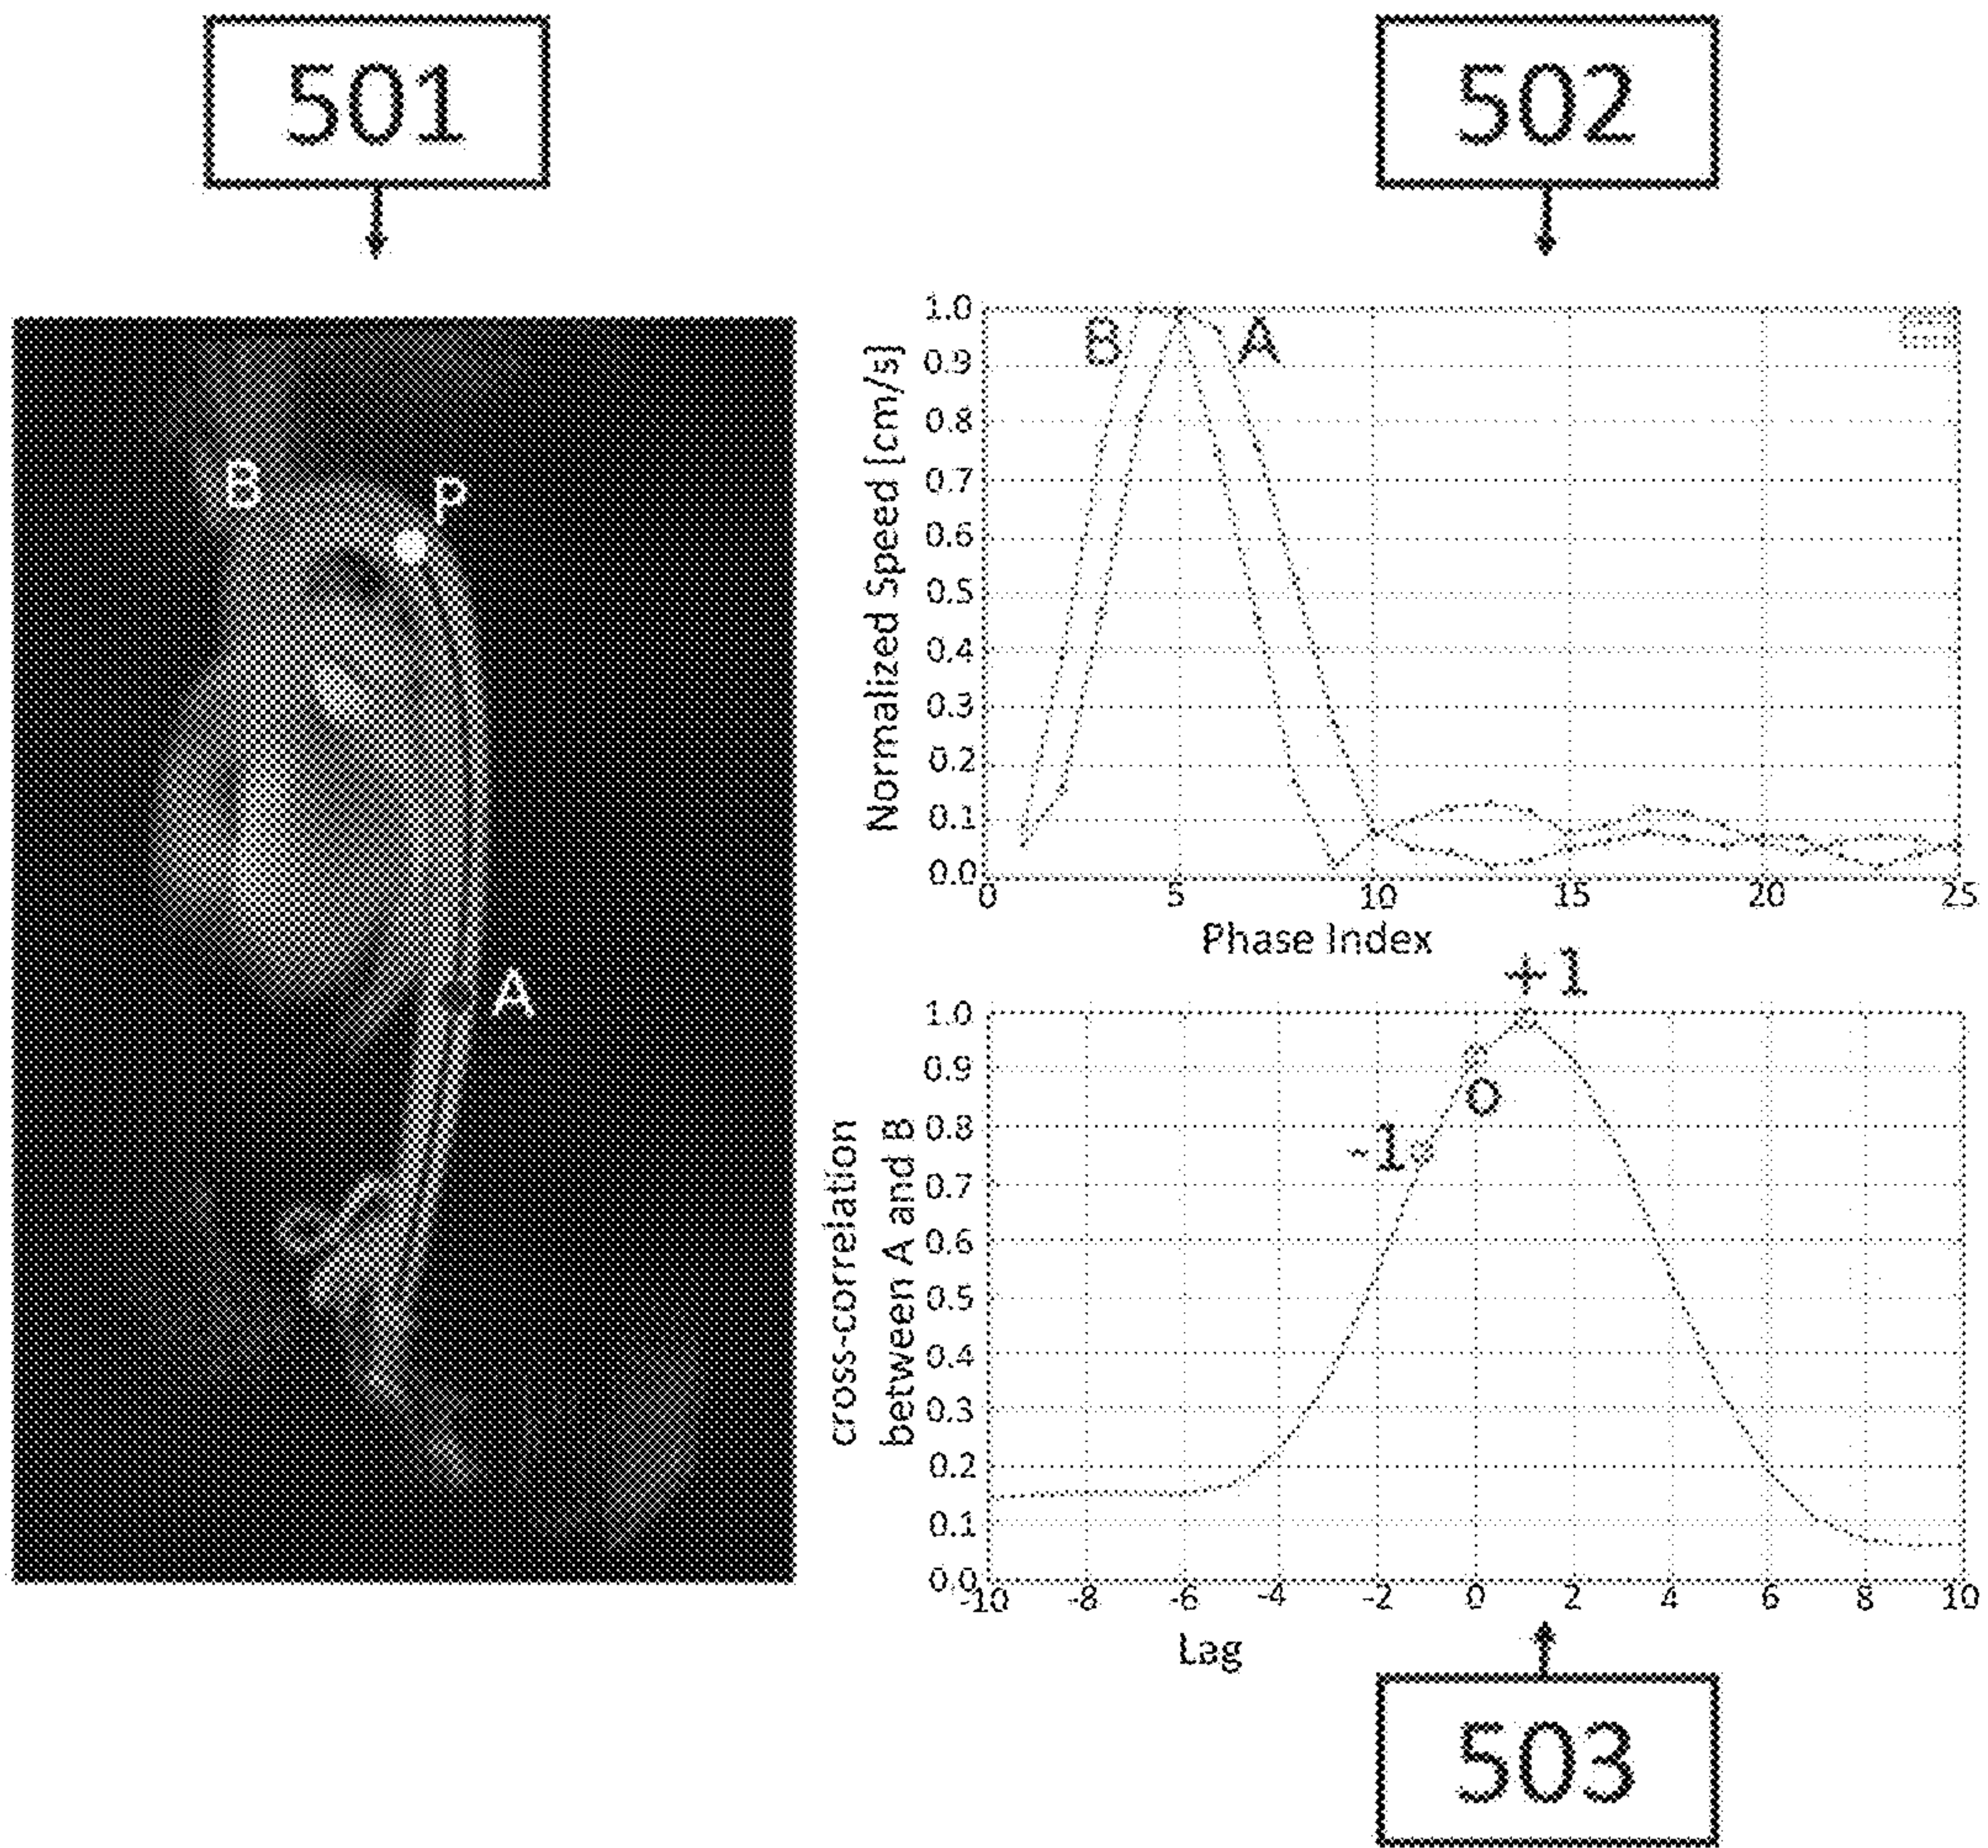 501
502
B
P
A
Normalized Speed [cm/s]
1.0
0.9
0.8
0.7
0.6
0.5
0.4
0.3
0.2
0.1
0.0
B
A
0 5 10 15 20 25
Phase Index
cross-correlation
between A and B
1.0
0.9
0.8
0.7
0.6
0.5
0.4
0.3
0.2
0.1
0.0
+1
0
-1
-10 -8 -6 -4 -2 0 2 4 6 8 10
Lag
503